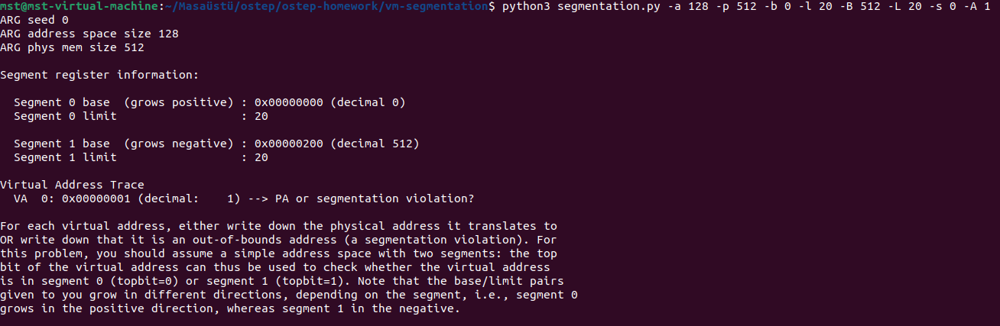 mst@mst-virtual-machine:~/Masaüstü/ostep/ostep-homework/vm-segmentation$ python3 segmentation.py -a 128 -p 512 -b 0 -l 20 -B 512 -L 20 -s 0 -A 1
ARG seed 0
ARG address space size 128
ARG phys mem size 512
Segment register information:
Segment 0 base  (grows positive) : 0x00000000 (decimal 0)
Segment 0 limit                  : 20
Segment 1 base  (grows negative) : 0x00000200 (decimal 512)
Segment 1 limit                  : 20
Virtual Address Trace
VA  0: 0x00000001 (decimal:    1) --> PA or segmentation violation?
For each virtual address, either write down the physical address it translates to
OR write down that it is an out-of-bounds address (a segmentation violation). For
this problem, you should assume a simple address space with two segments: the top
bit of the virtual address can thus be used to check whether the virtual address
is in segment 0 (topbit=0) or segment 1 (topbit=1). Note that the base/limit pairs
given to you grow in different directions, depending on the segment, i.e., segment 0
grows in the positive direction, whereas segment 1 in the negative.